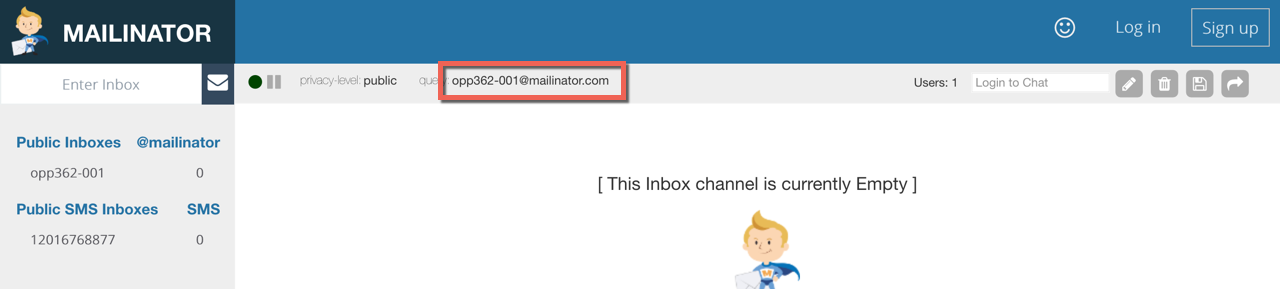 MAILINATOR
Log in
Sign up
Enter Inbox
privacy-level: public
query: opp362-001@mailinator.com
Users: 1
Login to Chat
Public Inboxes @mailinator
opp362-001 0
Public SMS Inboxes SMS
12016768877 0
[ This Inbox channel is currently Empty ]
M